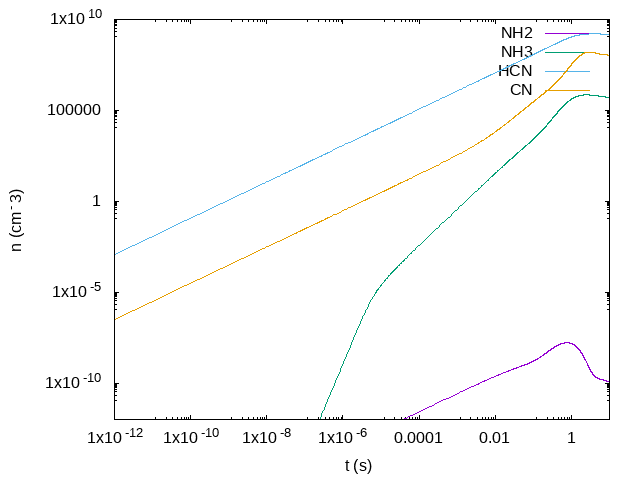 1x10^10
100000
1
1x10^-5
1x10^-10
n (cm^-3)
NH2
NH3
HCN
CN
1x10^-12
1x10^-10
1x10^-8
1x10^-6
0.0001
0.01
1
t (s)